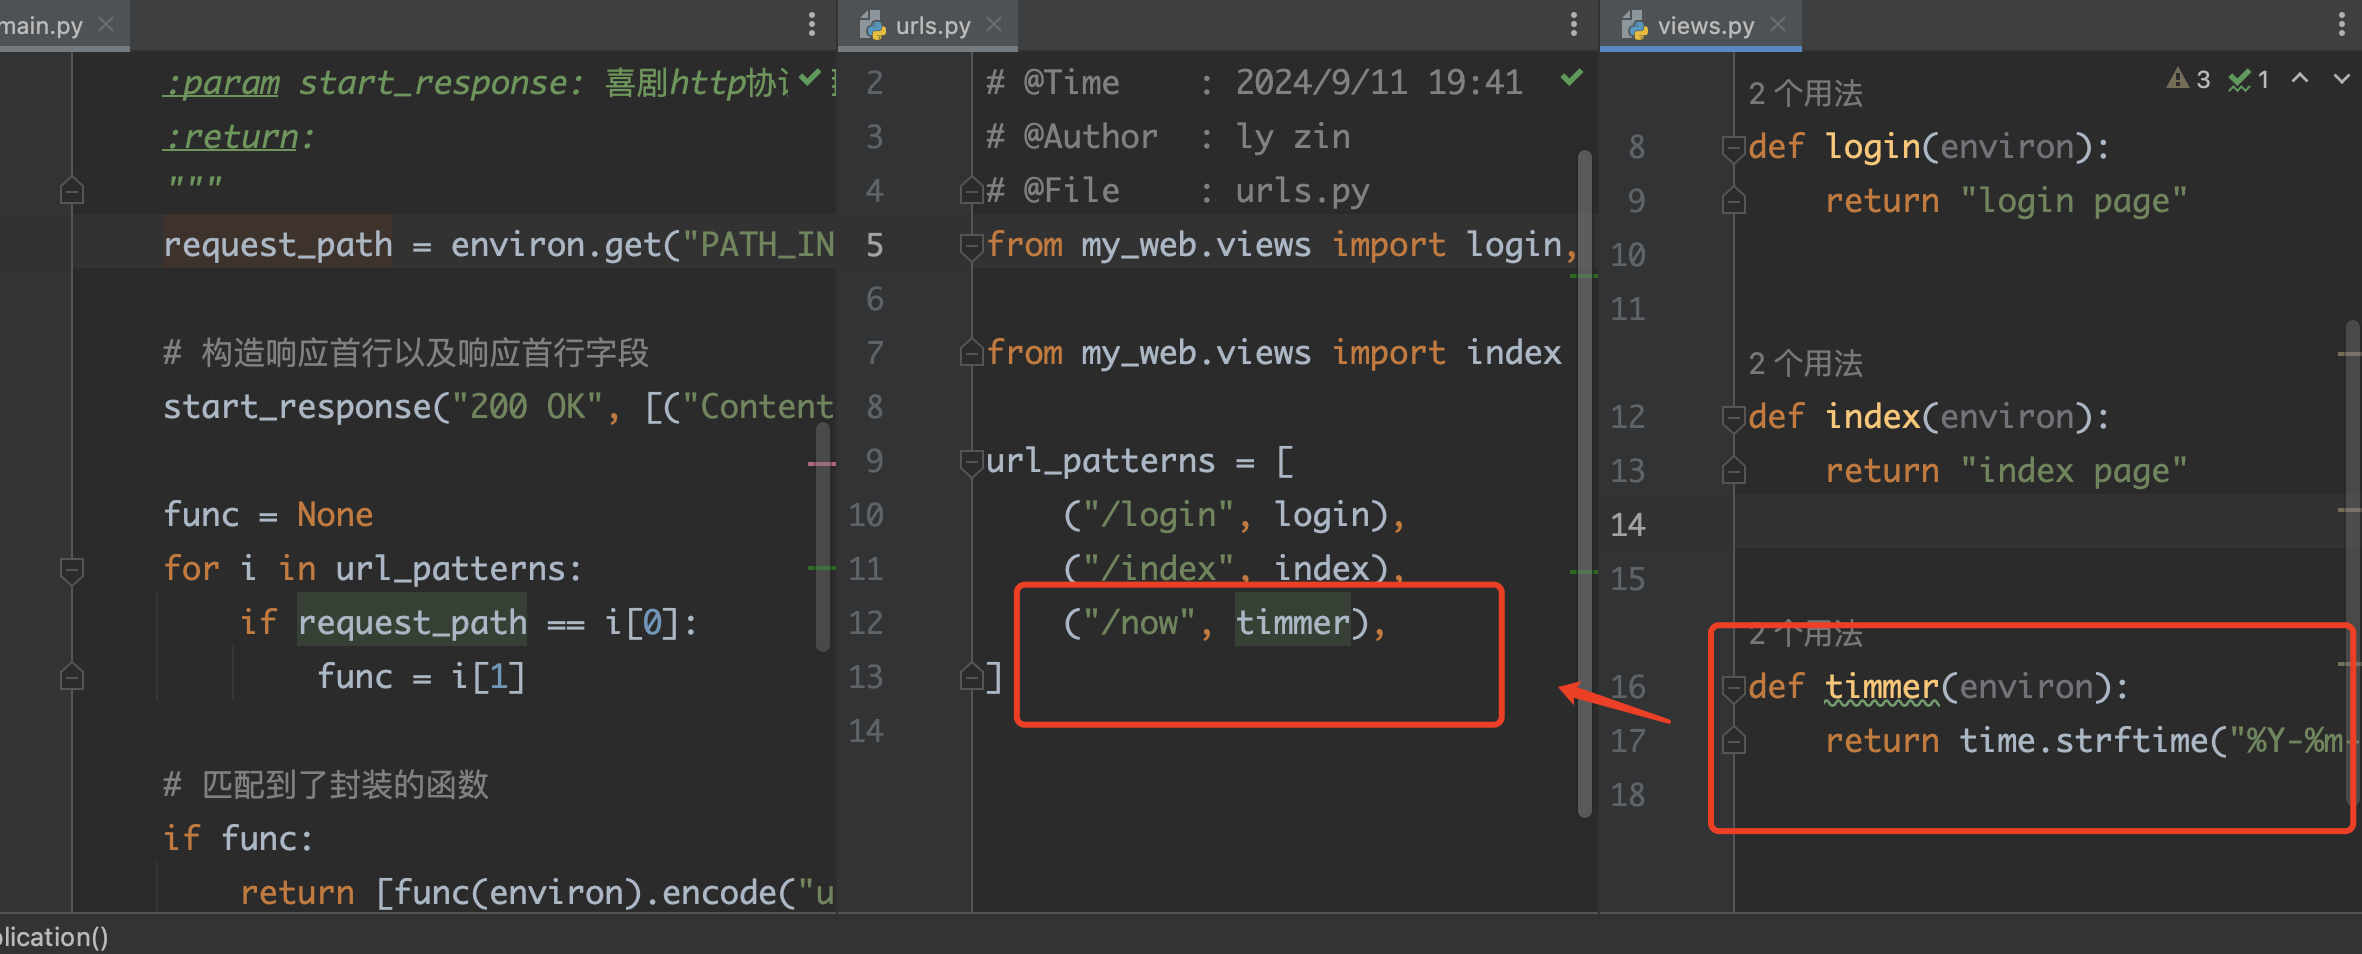 main.py
:param start_response: 喜剧http协
:return:
"""
request_path = environ.get("PATH_IN
# 构造响应首行以及响应首行字段
start_response("200 OK", [("Content
func = None
for i in url_patterns:
if request_path == i[0]:
func = i[1]
# 匹配到了封装的函数
if func:
return [func(environ).encode("u
plication()
urls.py
2 # @Time : 2024/9/11 19:41
3 # @Author : ly zin
4 # @File : urls.py
5 from my_web.views import login,
6
7 from my_web.views import index
8
9 url_patterns = [
10 ("/login", login),
11 ("/index", index),
12 ("/now", timmer),
13 ]
14
views.py
3 1
2 个用法
8 def login(environ):
9 return "login page"
10
11
2 个用法
12 def index(environ):
13 return "index page"
14
15
2 个用法
16 def timmer(environ):
17 return time.strftime("%Y-%m-
18